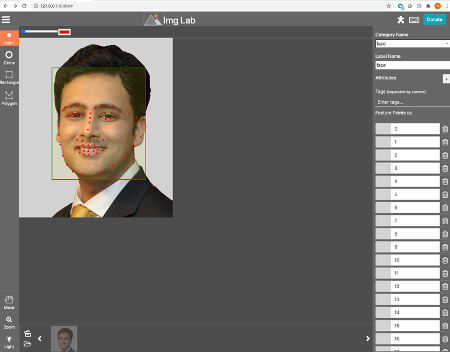 127.0.0.1:8080/#
Img Lab
Donate
Point
Circle
Rectangle
Polygon
Move
Zoom
Light
Category Name
face
Label Name
face
Attributes
+
Tags (separated by comma)
Enter tags...
Feature Points
0
1
2
3
4
5
6
7
8
9
10
11
12
13
14
15
16